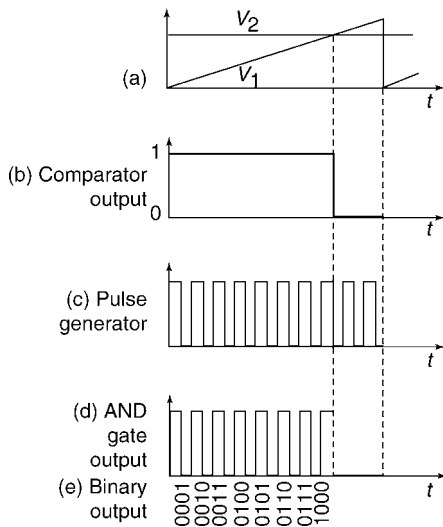 V₂
(a)
V₁
t
1
(b) Comparator
output
0
t
(c) Pulse
generator
t
(d) AND
gate
output
t
(e) Binary
output
0001
0010
0011
0100
0101
0110
0111
1000